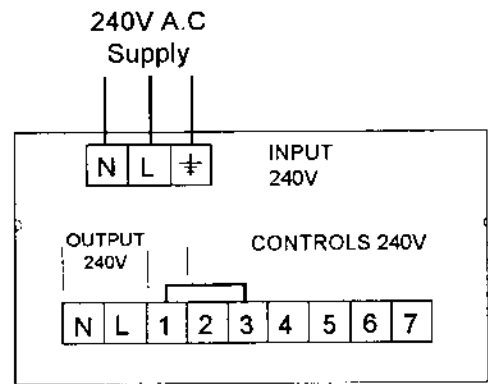 240V A.C
Supply
N L
INPUT
240V
OUTPUT
240V
CONTROLS 240V
N L 1 2 3 4 5 6 7